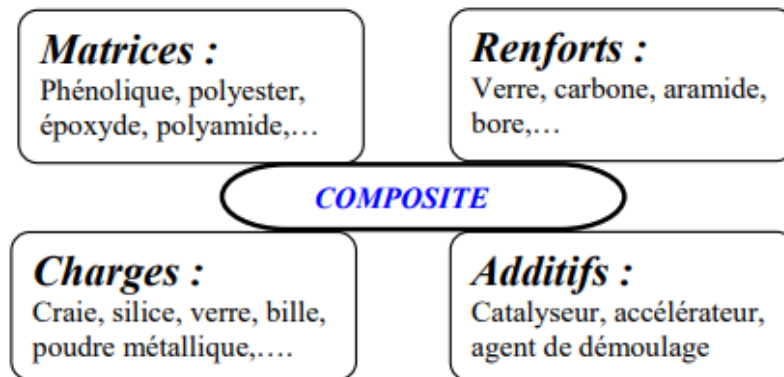 Matrices :
Phénolique, polyester,
époxyde, polyamide,…
Renforts :
Verre, carbone, aramide,
bore,…
COMPOSITE
Charges :
Craie, silice, verre, bille,
poudre métallique,….
Additifs :
Catalyseur, accélérateur,
agent de démoulage